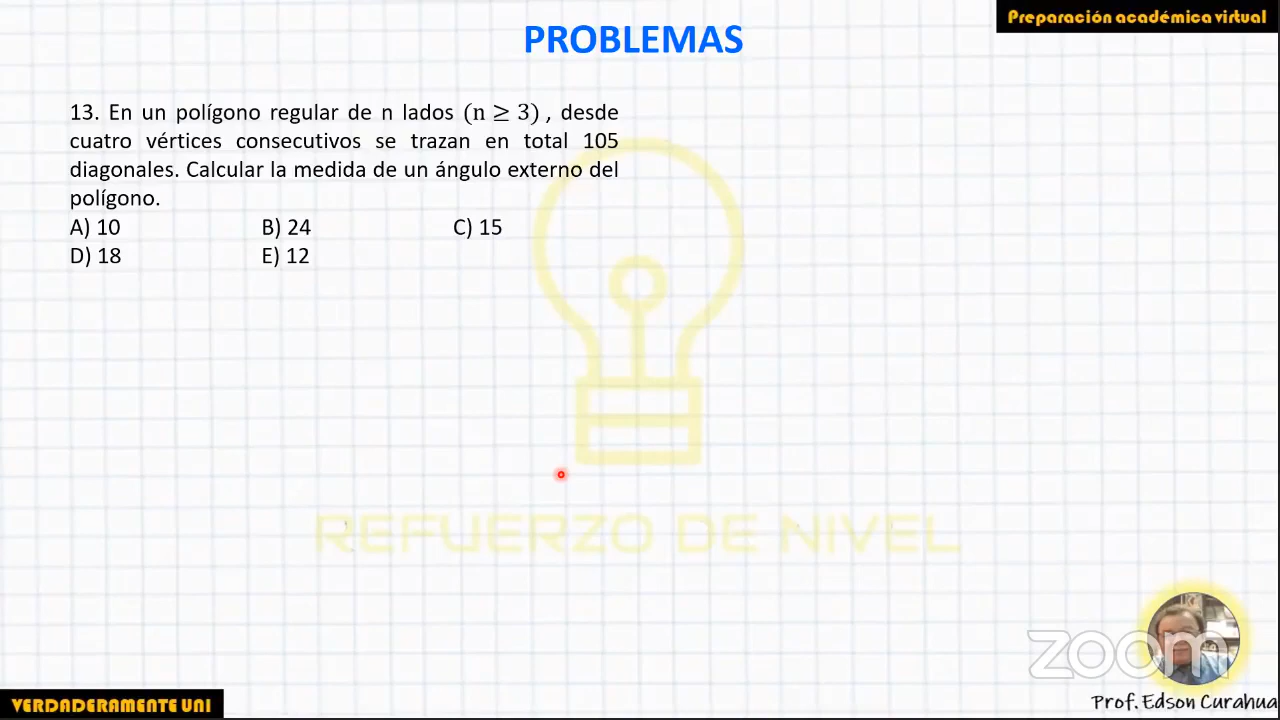 Preparación académica virtual
PROBLEMAS
13. En un polígono regular de n lados (n ≥ 3) , desde
cuatro vértices consecutivos se trazan en total 105
diagonales. Calcular la medida de un ángulo externo del
polígono.
A) 10 B) 24 C) 15
D) 18 E) 12
REFUERZO DE NIVEL
zoom
Prof. Edson Curahua
VERDADERAMENTE UNI